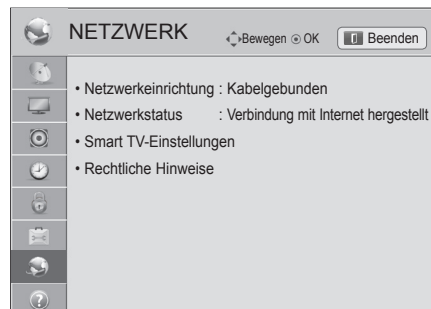 NETZWERK
Bewegen OK
Beenden
• Netzwerkeinrichtung : Kabelgebunden
• Netzwerkstatus : Verbindung mit Internet hergestellt
• Smart TV-Einstellungen
• Rechtliche Hinweise
?